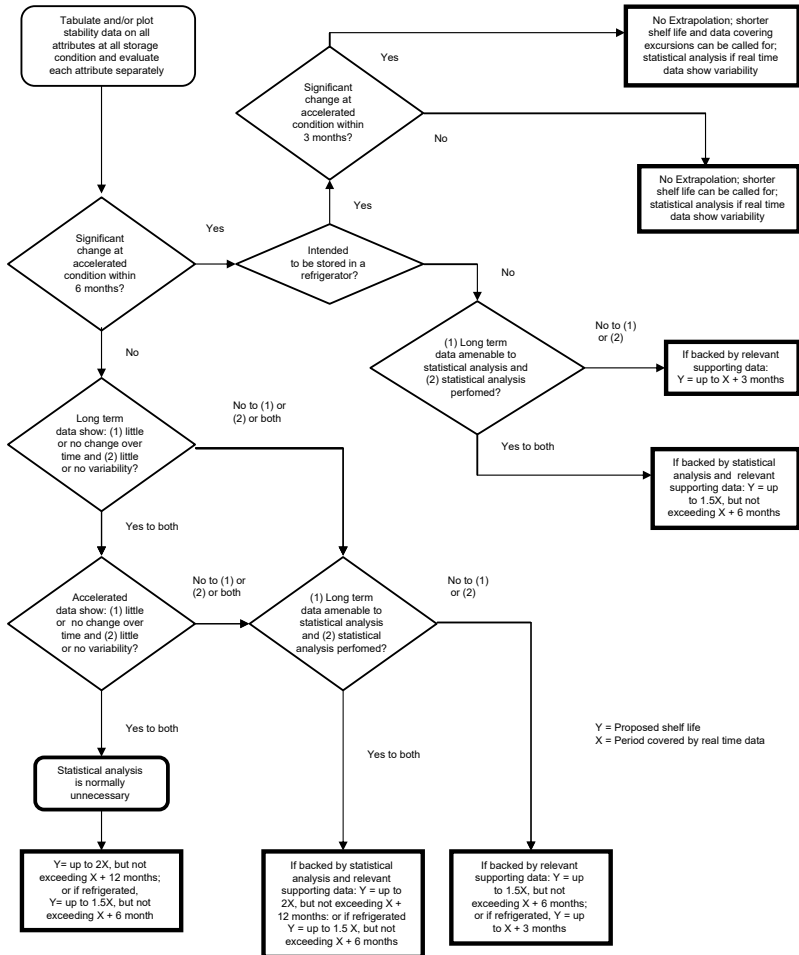 Tabulate and/or plot
stability data on all
attributes at all storage
condition and evaluate
each attribute separately
Yes
Significant
change at
accelerated
condition within
3 months?
No
No Extrapolation; shorter
shelf life and data covering
excursions can be called for;
statistical analysis if real time
data show variability
No Extrapolation; shorter
shelf life can be called for;
statistical analysis if real time
data show variability
Yes
Significant
change at
accelerated
condition within
6 months?
Yes
Intended
to be stored in a
refrigerator?
No
No
(1) Long term
data amenable to
statistical analysis and
(2) statistical analysis
perfomed?
No to (1)
or (2)
If backed by relevant
supporting data:
Y = up to X + 3 months
Yes to both
If backed by statistical
analysis and relevant
supporting data: Y = up
to 1.5X, but not
exceeding X + 6 months
Long term
data show: (1) little
or no change over
time and (2) little
or no variability?
No to (1) or
(2) or both
Yes to both
Accelerated
data show: (1) little
or no change over
time and (2) little
or no variability?
No to (1) or
(2) or both
(1) Long term
data amenable to
statistical analysis
and (2) statistical
analysis perfomed?
No to (1)
or (2)
Yes to both
Yes to both
Y = Proposed shelf life
X = Period covered by real time data
Statistical analysis
is normally
unnecessary
Y= up to 2X, but not
exceeding X + 12 months;
or if refrigerated,
Y= up to 1.5X, but not
exceeding X + 6 month
If backed by statistical
analysis and relevant
supporting data: Y = up to
2X, but not exceeding X +
12 months: or if refrigerated
Y = up to 1.5 X, but not
exceeding X + 6 months
If backed by relevant
supporting data: Y = up
to 1.5X, but not
exceeding X + 6 months;
or if refrigerated, Y = up
to X + 3 months